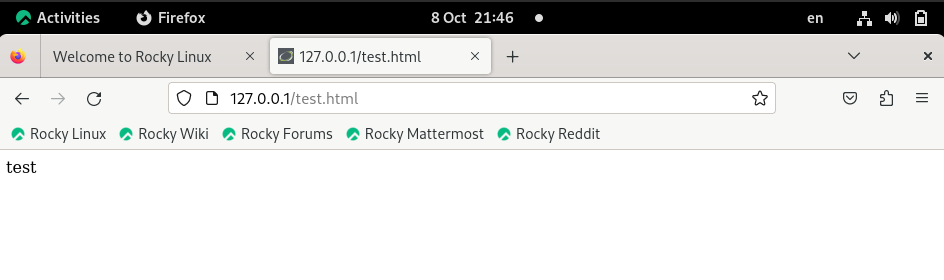 Activities Firefox 8 Oct 21:46 en
Welcome to Rocky Linux 127.0.0.1/test.html
127.0.0.1/test.html
Rocky Linux Rocky Wiki Rocky Forums Rocky Mattermost Rocky Reddit
test